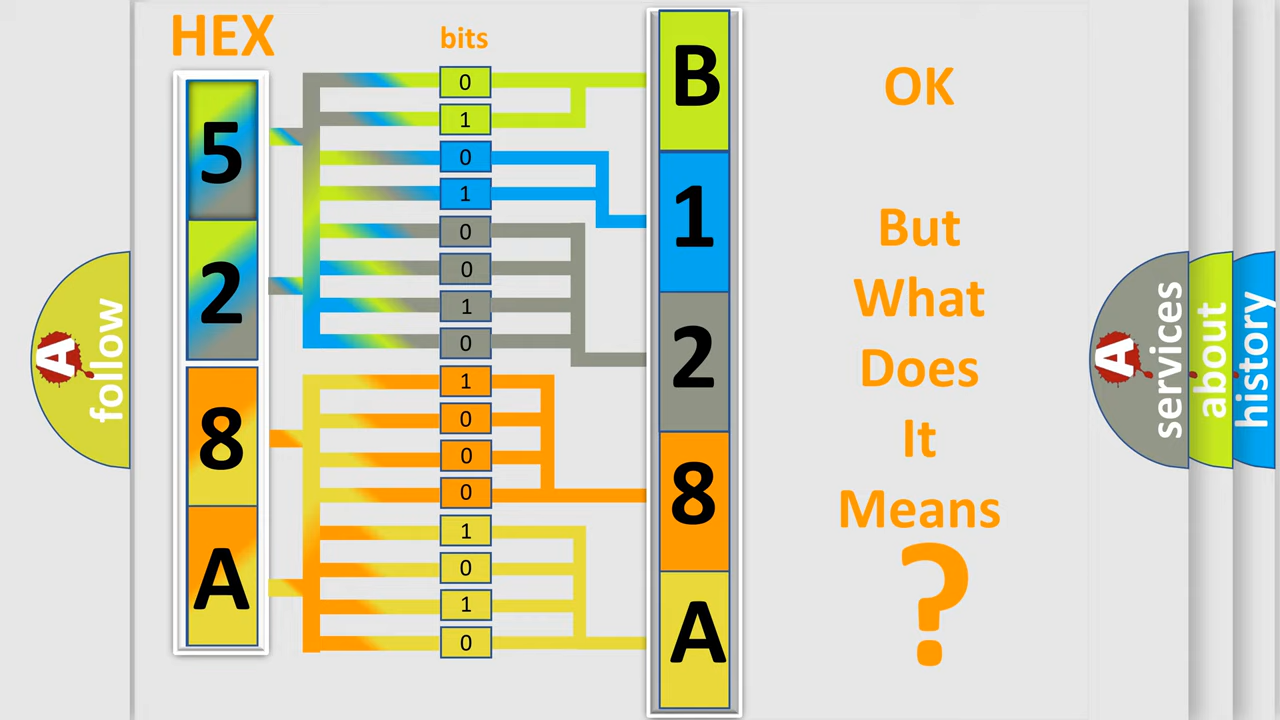 HEX
bits
5
2
8
A
0
1
0
1
0
0
1
0
1
0
0
0
1
0
1
0
B
1
2
8
A
OK
But
What
Does
It
Means
?
A
follow
A
services
about
history